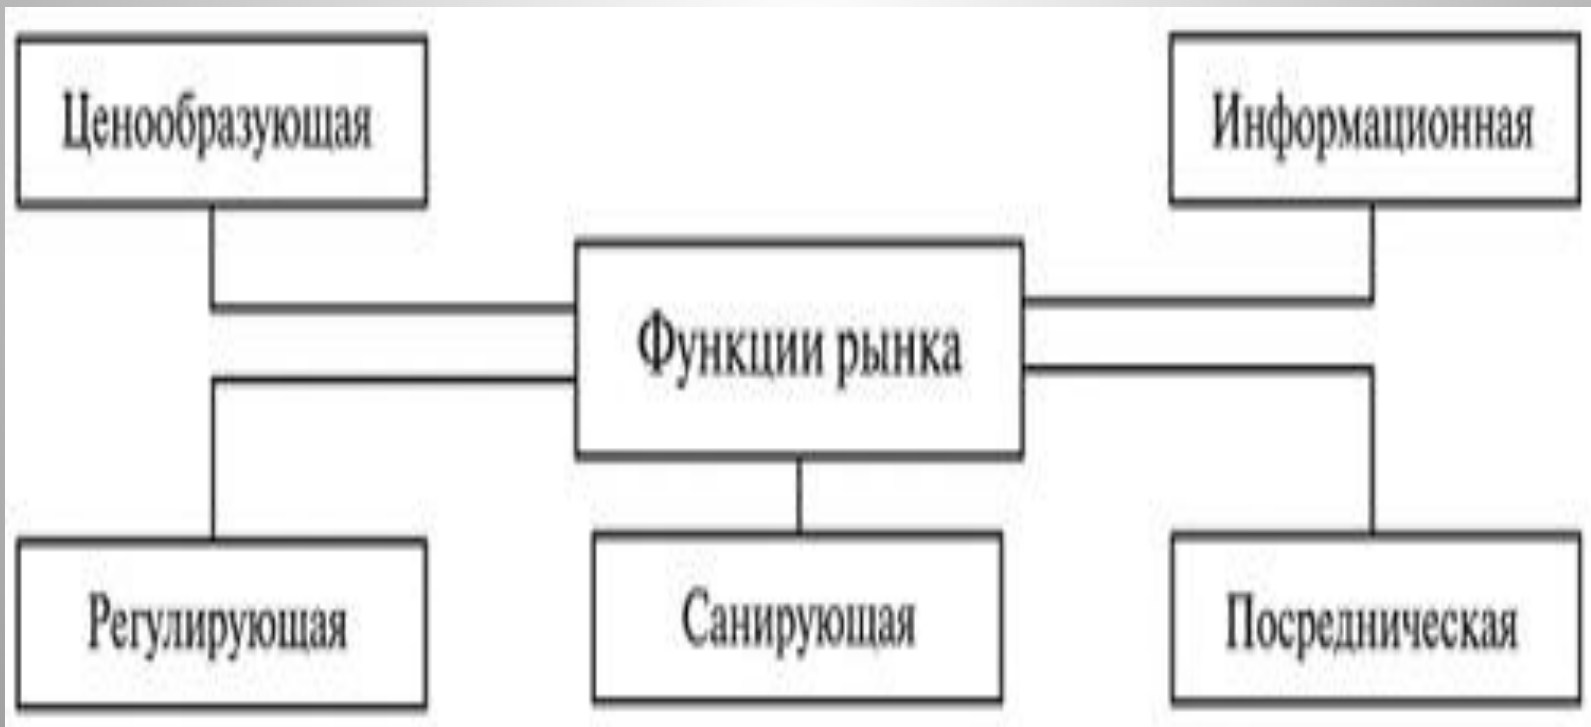 Ценообразующая
Информационная
Функции рынка
Регулирующая
Санирующая
Посредническая